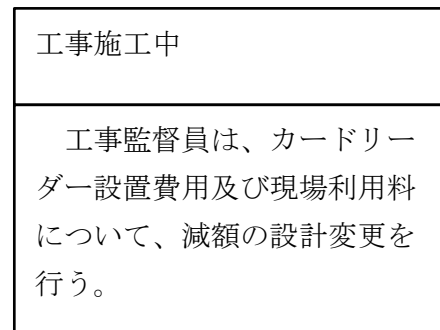 工事施工中
　工事監督員は、カードリー
ダー設置費用及び現場利用料
について、減額の設計変更を
行う。